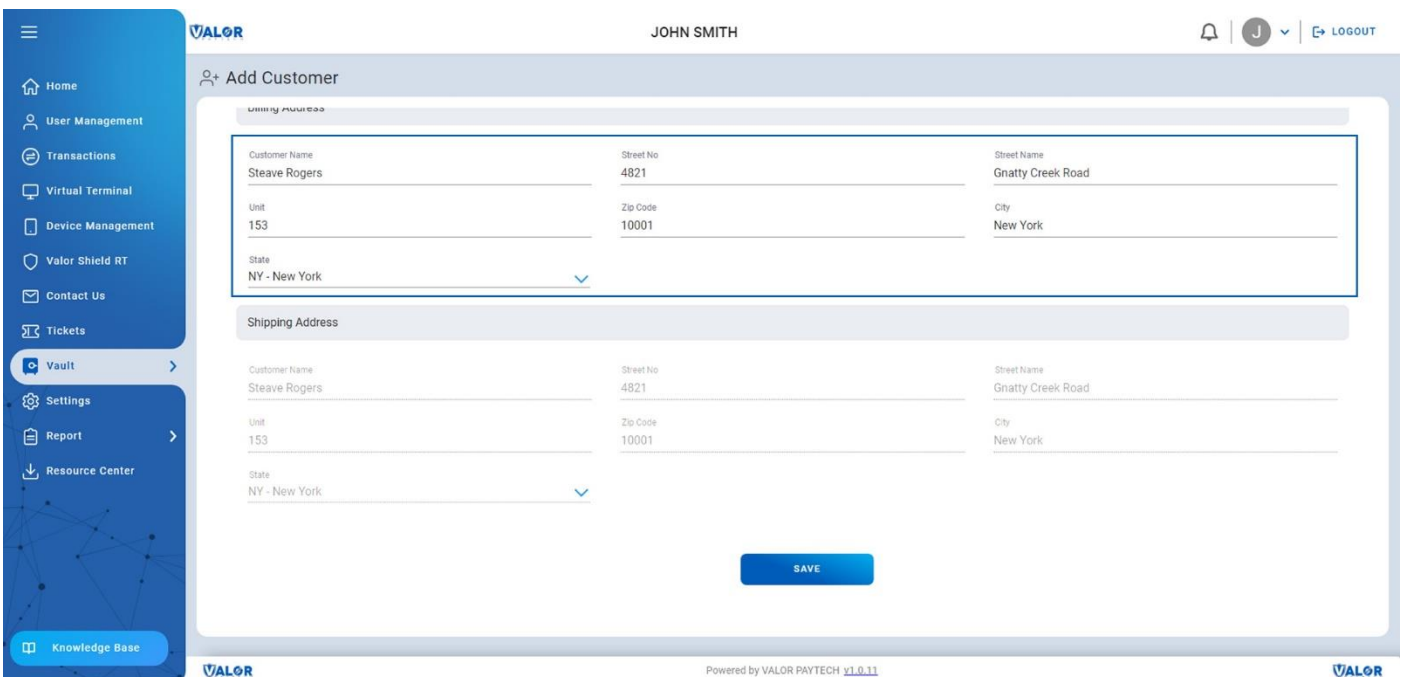 VALOR
JOHN SMITH
J
LOGOUT
Home
User Management
Transactions
Virtual Terminal
Device Management
Valor Shield RT
Contact Us
Tickets
Vault
Settings
Report
Resource Center
Knowledge Base
Add Customer
Billing Address
Customer Name Street No Street Name
Steave Rogers 4821 Gnatty Creek Road
Unit Zip Code City
153 10001 New York
State
NY - New York
Shipping Address
Customer Name Street No Street Name
Steave Rogers 4821 Gnatty Creek Road
Unit Zip Code City
153 10001 New York
State
NY - New York
SAVE
VALOR Powered by VALOR PAYTECH v1.0.11 VALOR